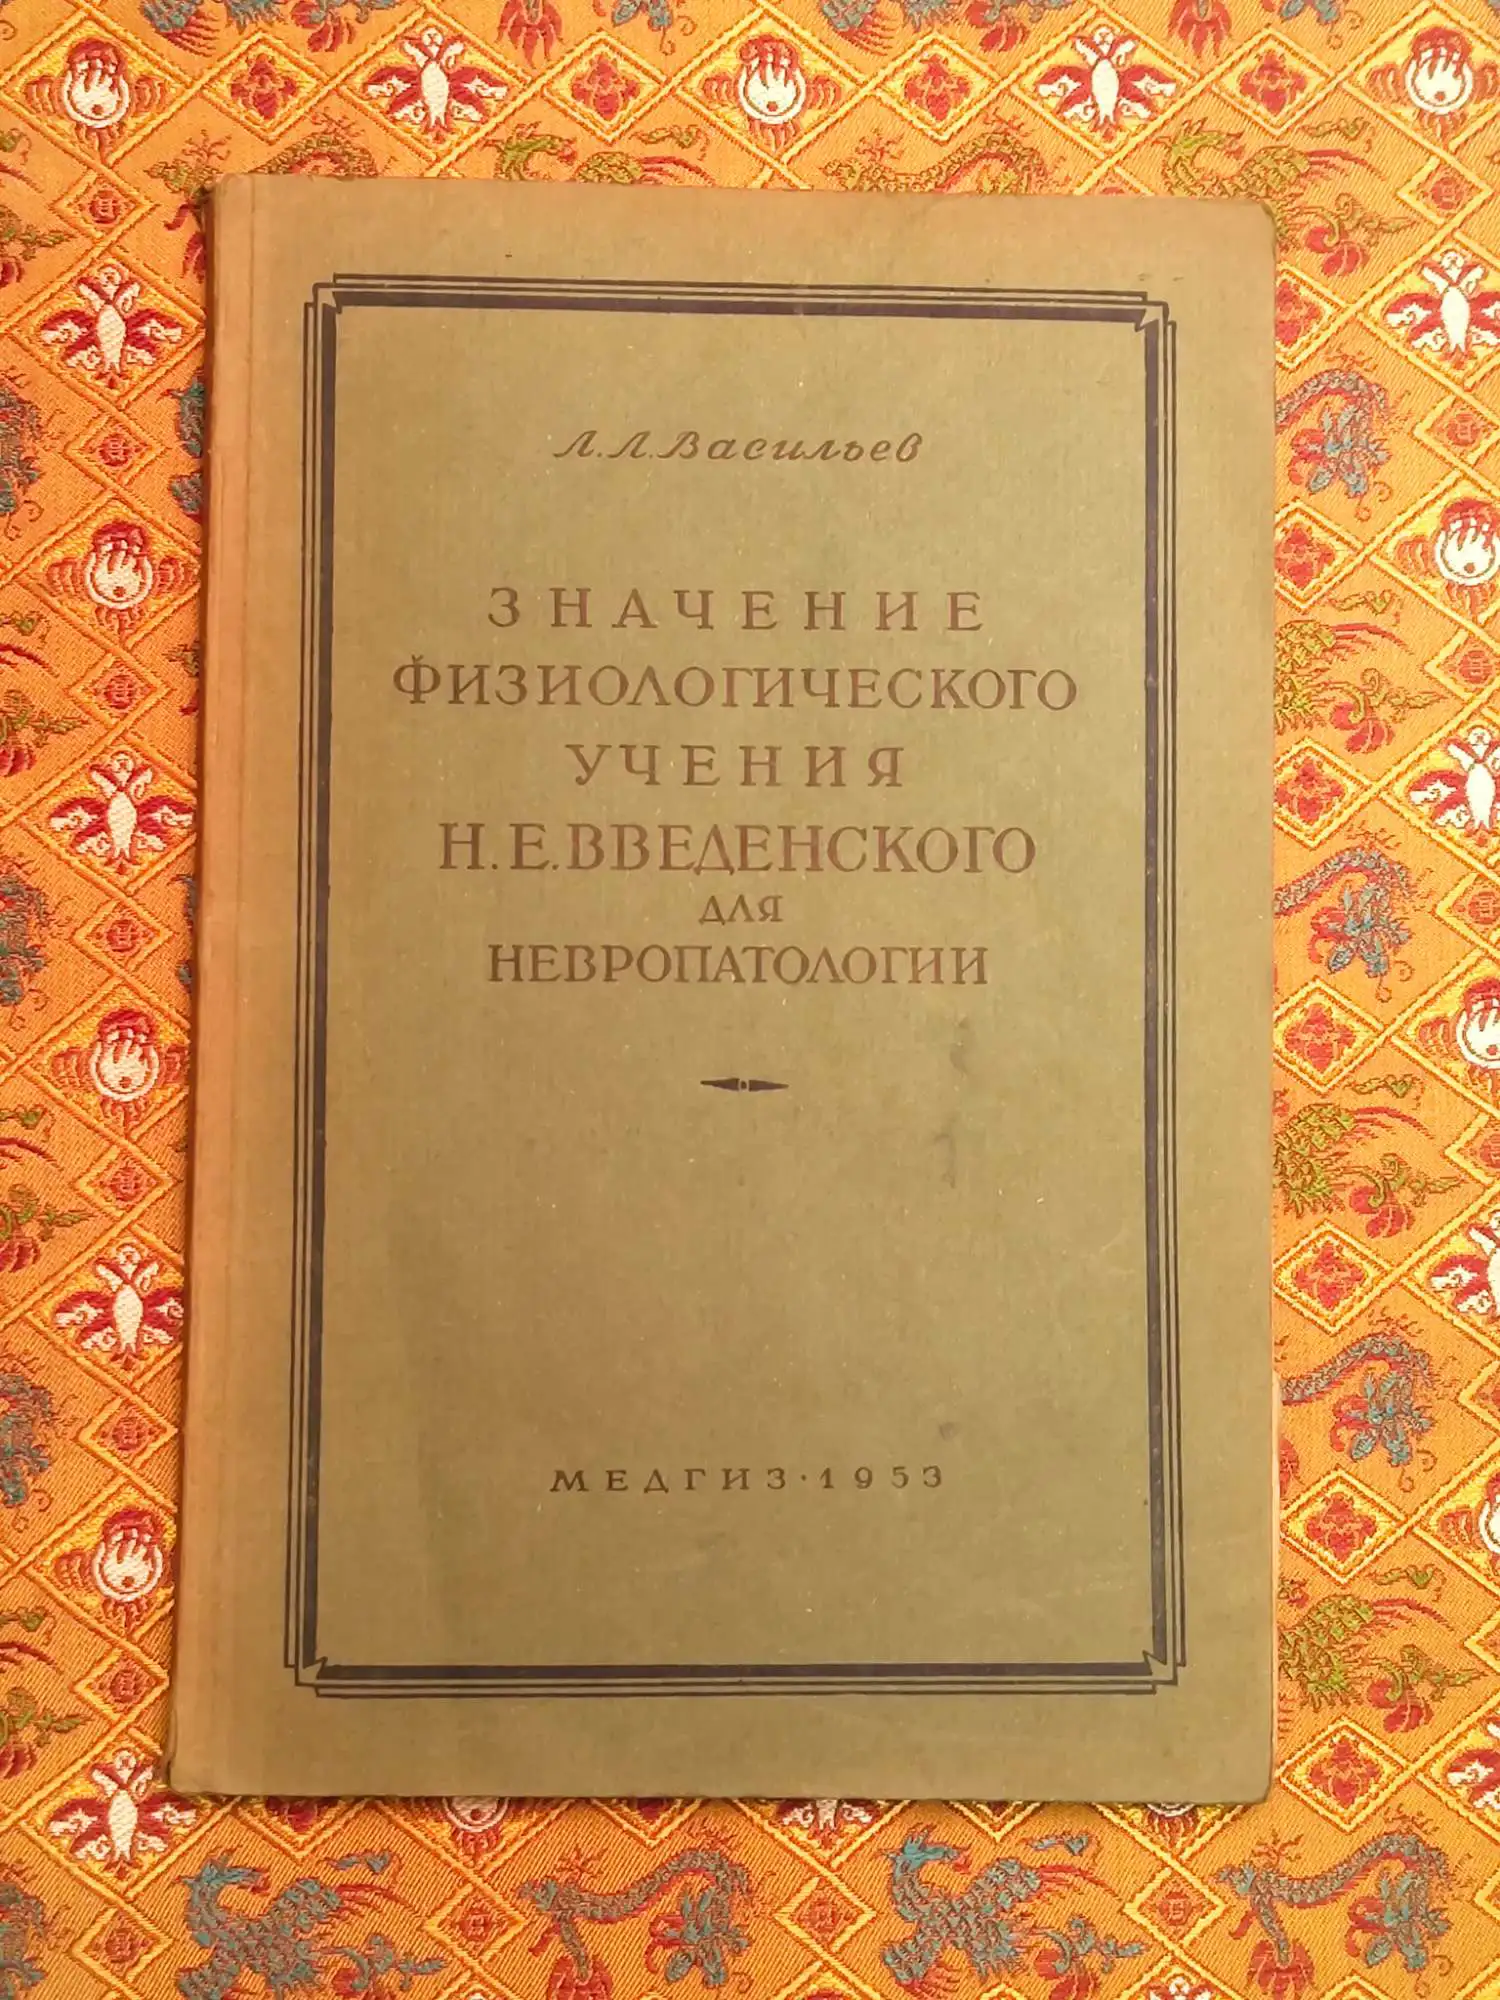 Л. Л. Васильев
ЗНАЧЕНИЕ
ФИЗИОЛОГИЧЕСКОГО
УЧЕНИЯ
Н. Е. ВВЕДЕНСКОГО
ДЛЯ
НЕВРОПАТОЛОГИИ
МЕДГИЗ · 1953